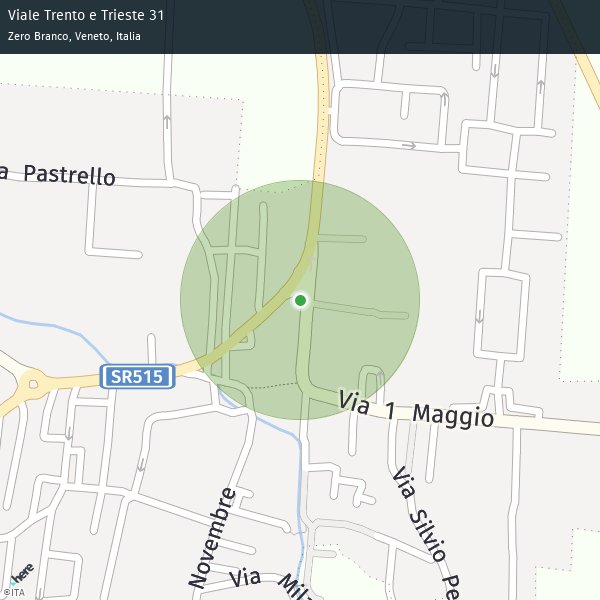 Viale Trento e Trieste 31
Zero Branco, Veneto, Italia
a Pastrello
SR515
Via 1 Maggio
Via Silvio Pe
Novembre
Via Mila
here
©ITA